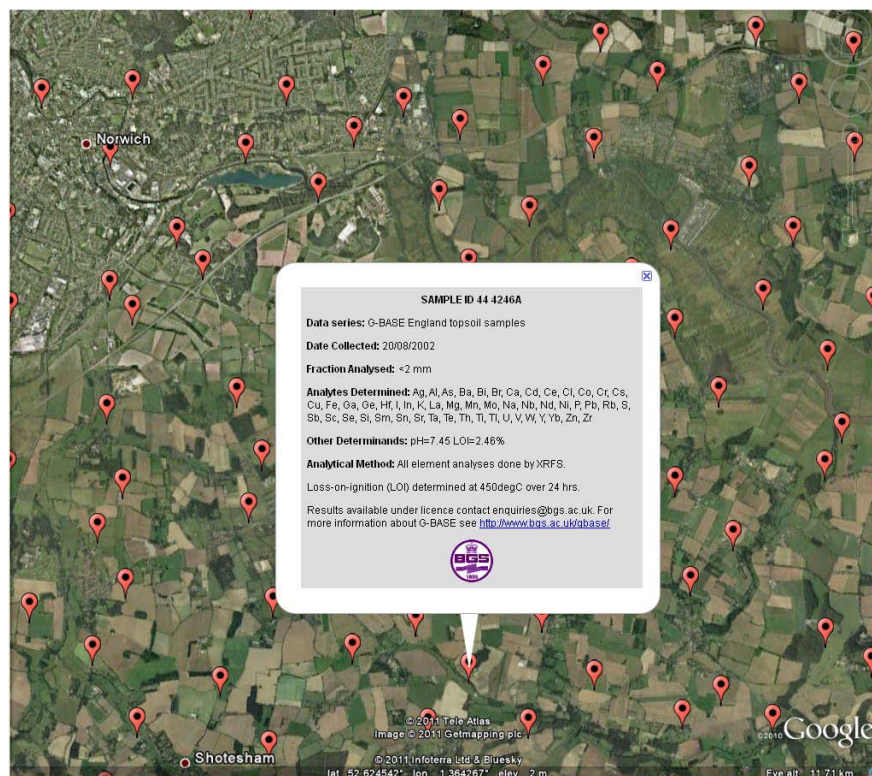 Norwich
SAMPLE ID 44 4246A
Data series: G-BASE England topsoil samples
Date Collected: 20/08/2002
Fraction Analysed: <2 mm
Analytes Determined: Ag, Al, As, Ba, Bi, Br, Ca, Cd, Ce, Cl, Co, Cr, Cs,
Cu, Fe, Ga, Ge, Hf, I, In, K, La, Mg, Mn, Mo, Na, Nb, Nd, Ni, P, Pb, Rb, S,
Sb, Sc, Se, Si, Sm, Sn, Sr, Ta, Te, Th, Ti, Tl, U, V, W, Y, Yb, Zn, Zr
Other Determinands: pH=7.45 LOI=2.46%
Analytical Method: All element analyses done by XRFS.
Loss-on-ignition (LOI) determined at 450degC over 24 hrs.
Results available under licence contact enquiries@bgs.ac.uk. For
more information about G-BASE see http://www.bgs.ac.uk/gbase/
BGS
1835
© 2011 Tele Atlas
Image © 2011 Getmapping plc
©2010 Google
Shotesham
© 2011 Infoterra Ltd & Bluesky
lat 52.624542° lon 1.364267° elev 2 m
Eye alt 11.71 km